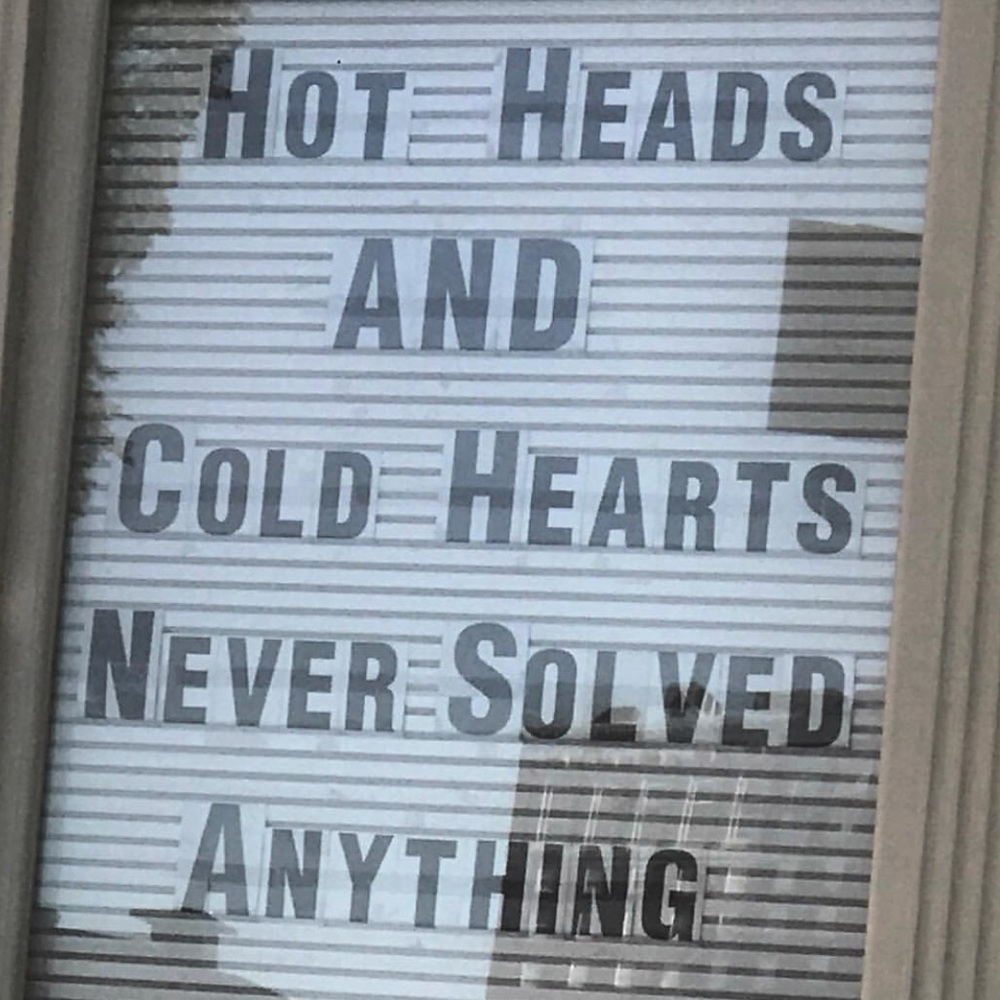 Hot Heads
AND
Cold Hearts
Never Solved
Anything